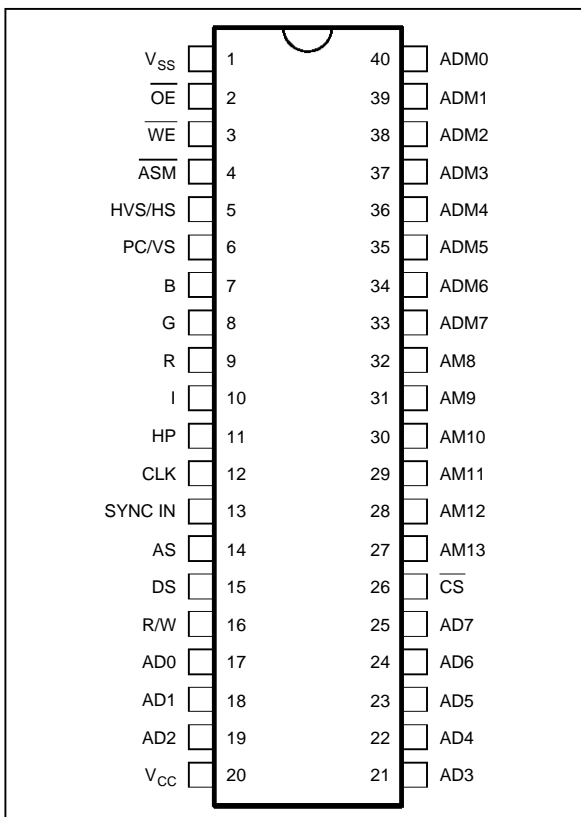 VSS 1 40 ADM0
OE 2 39 ADM1
WE 3 38 ADM2
ASM 4 37 ADM3
HVS/HS 5 36 ADM4
PC/VS 6 35 ADM5
B 7 34 ADM6
G 8 33 ADM7
R 9 32 AM8
I 10 31 AM9
HP 11 30 AM10
CLK 12 29 AM11
SYNC IN 13 28 AM12
AS 14 27 AM13
DS 15 26 CS
R/W 16 25 AD7
AD0 17 24 AD6
AD1 18 23 AD5
AD2 19 22 AD4
VCC 20 21 AD3